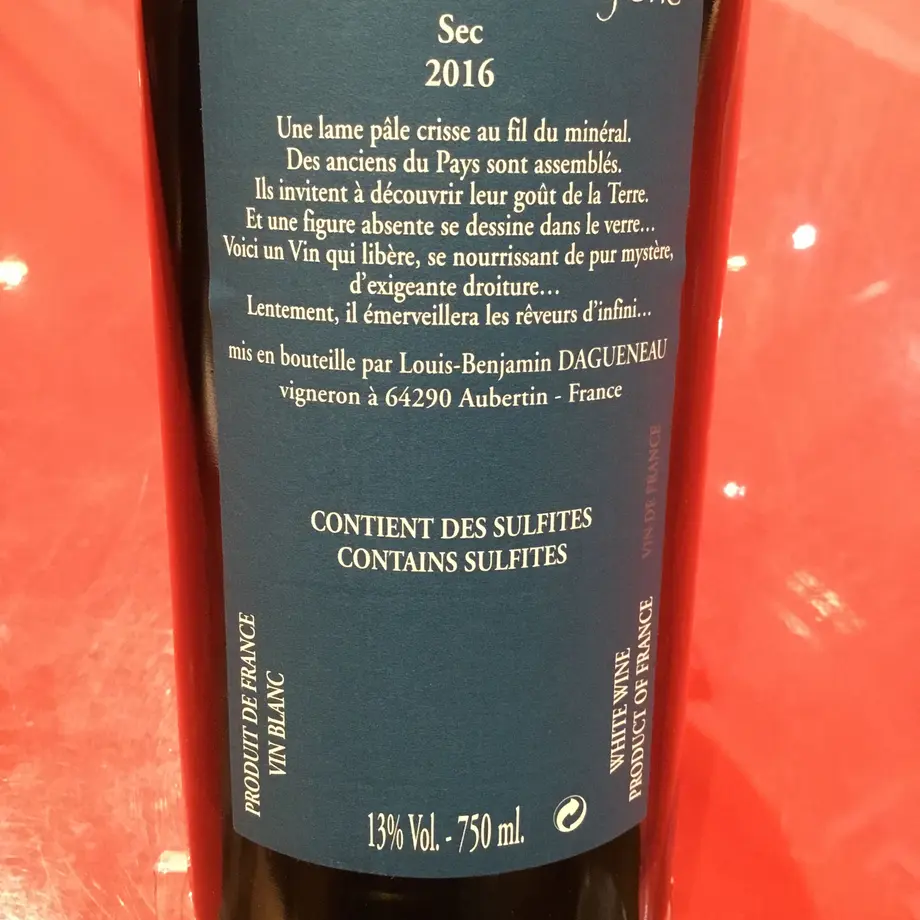 Sec
2016
Une lame pâle crisse au fil du minéral.
Des anciens du Pays sont assemblés.
Ils invitent à découvrir leur goût de la Terre.
Et une figure absente se dessine dans le verre...
Voici un Vin qui libère, se nourrissant de pur mystère,
d'exigeante droiture...
Lentement, il émerveillera les rêveurs d'infini...
mis en bouteille par Louis-Benjamin DAGUENEAU
vigneron à 64290 Aubertin - France
VIN DE FRANCE
CONTIENT DES SULFITES
CONTAINS SULFITES
PRODUIT DE FRANCE
VIN BLANC
WHITE WINE
PRODUCT OF FRANCE
13% Vol. - 750 ml.